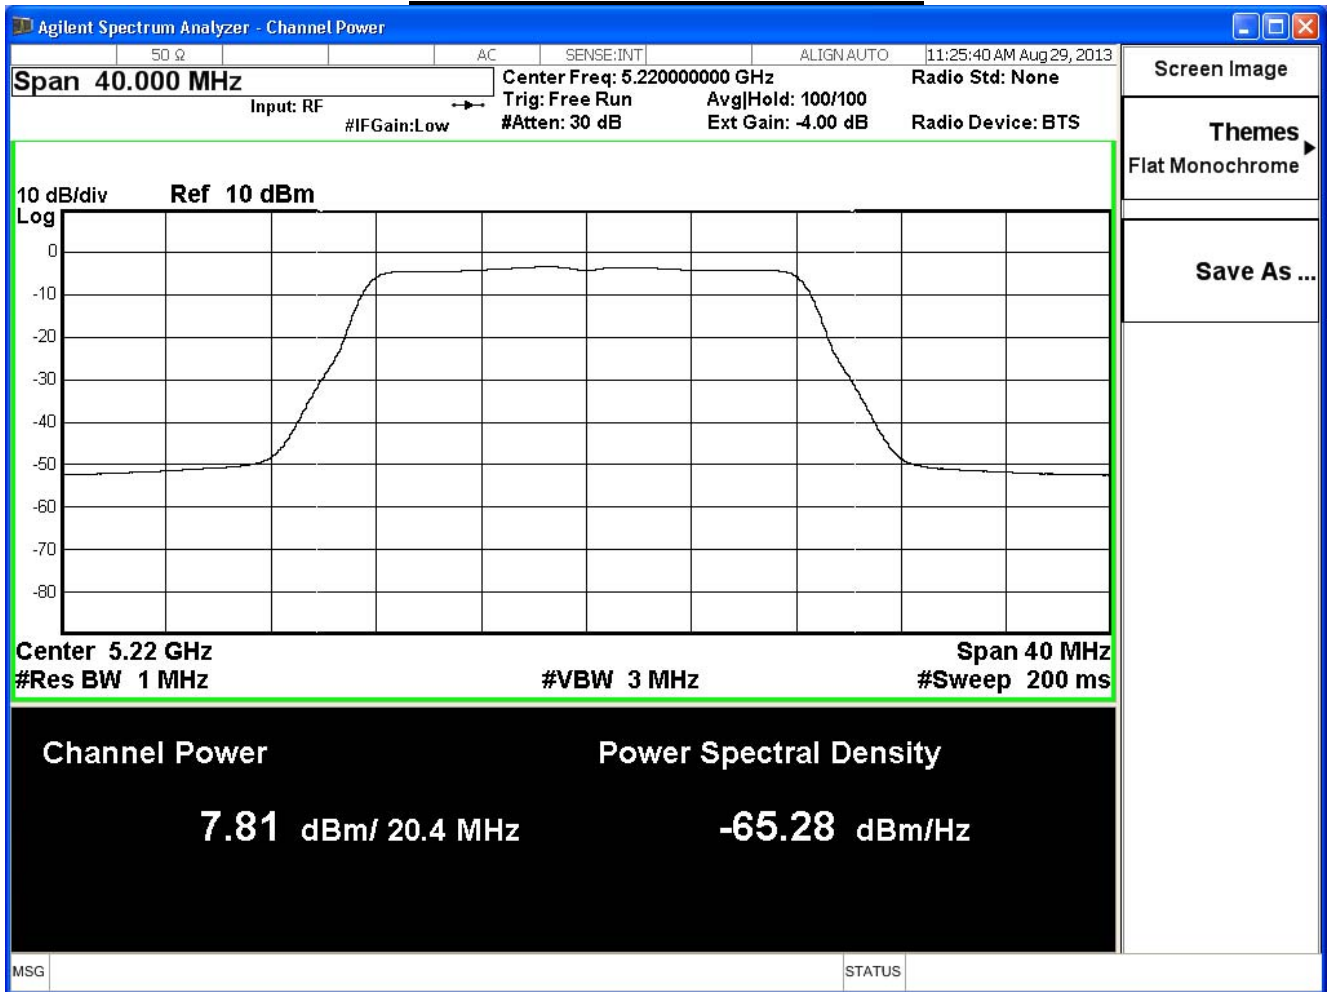 Agilent Spectrum Analyzer - Channel Power
50 Ω AC SENSE:INT ALIGN AUTO 11:25:40 AM Aug 29, 2013
Span 40.000 MHz
Input: RF
#IFGain:Low
Center Freq: 5.220000000 GHz
Trig: Free Run Avg|Hold: 100/100
#Atten: 30 dB Ext Gain: -4.00 dB
Radio Std: None
Radio Device: BTS
Screen Image
Themes
Flat Monochrome
Save As ...
10 dB/div Ref 10 dBm
Log
0
-10
-20
-30
-40
-50
-60
-70
-80
Center 5.22 GHz Span 40 MHz
#Res BW 1 MHz #VBW 3 MHz #Sweep 200 ms
Channel Power Power Spectral Density
7.81 dBm/ 20.4 MHz -65.28 dBm/Hz
MSG STATUS